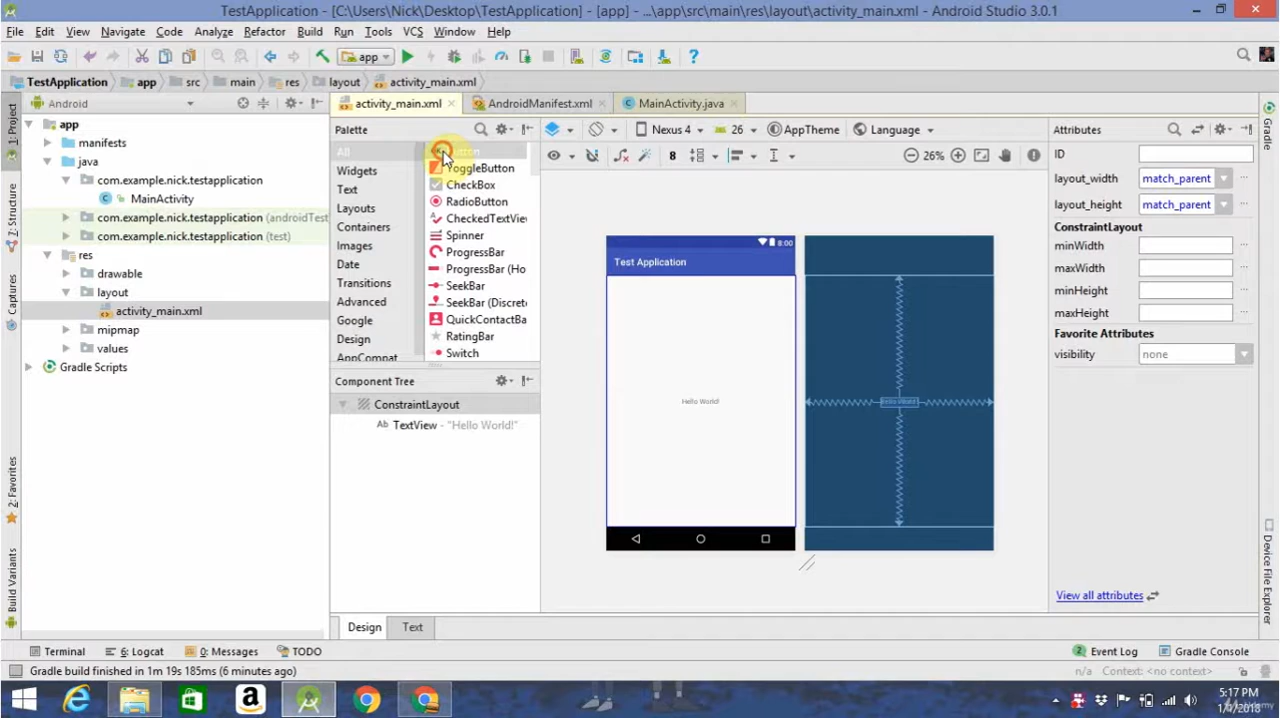 TestApplication - [C:\Users\Nick\Desktop\TestApplication] - [app] - ...\app\src\main\res\layout\activity_main.xml - Android Studio 3.0.1
File Edit View Navigate Code Analyze Refactor Build Run Tools VCS Window Help
app
TestApplication app src main res layout activity_main.xml
1: Project
7: Structure
Captures
2: Favorites
Build Variants
Android
app
manifests
java
com.example.nick.testapplication
MainActivity
com.example.nick.testapplication (androidTest
com.example.nick.testapplication (test)
res
drawable
layout
activity_main.xml
mipmap
values
Gradle Scripts
activity_main.xml AndroidManifest.xml MainActivity.java
Palette
All
Widgets
Text
Layouts
Containers
Images
Date
Transitions
Advanced
Google
Design
AppCompat
ToggleButton
CheckBox
RadioButton
CheckedTextVie
Spinner
ProgressBar
ProgressBar (Ho
SeekBar
SeekBar (Discret
QuickContactBa
RatingBar
Switch
Component Tree
ConstraintLayout
Ab TextView - "Hello World!"
Nexus 4 26 AppTheme Language
8 26%
8:00
Test Application
Hello World!
Hello World!
Design Text
Attributes
ID
layout_width match_parent
layout_height match_parent
ConstraintLayout
minWidth
maxWidth
minHeight
maxHeight
Favorite Attributes
visibility none
View all attributes
Gradle
Device File Explorer
Terminal 6: Logcat 0: Messages TODO Event Log Gradle Console
Gradle build finished in 1m 19s 185ms (6 minutes ago) n/a Context: <no context>
5:17 PM